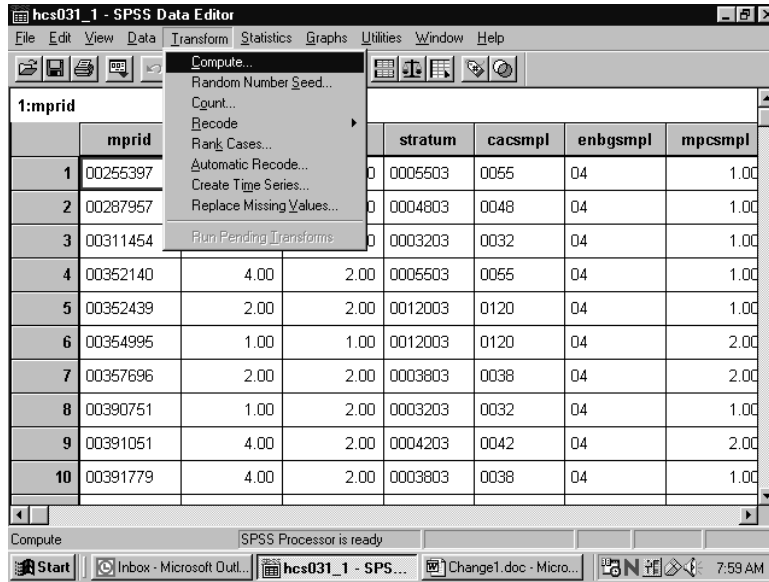 hcs031_1 - SPSS Data Editor
File Edit View Data Transform Statistics Graphs Utilities Window Help
Compute...
Random Number Seed...
Count...
Recode
Rank Cases...
Automatic Recode...
Create Time Series...
Replace Missing Values...
Run Pending Transforms
1:mprid
mprid stratum cacsmpl enbgsmpl mpcsmpl
1 00255397 0 0005503 0055 04 1.00
2 00287957 0 0004803 0048 04 1.00
3 00311454 0 0003203 0032 04 1.00
4 00352140 4.00 2.00 0005503 0055 04 1.00
5 00352439 2.00 2.00 0012003 0120 04 1.00
6 00354995 1.00 1.00 0012003 0120 04 2.00
7 00357696 2.00 2.00 0003803 0038 04 2.00
8 00390751 1.00 2.00 0003203 0032 04 1.00
9 00391051 4.00 2.00 0004203 0042 04 2.00
10 00391779 4.00 2.00 0003803 0038 04 1.00
Compute SPSS Processor is ready
Start Inbox - Microsoft Outl... hcs031_1 - SPS... Change1.doc - Micro... 7:59 AM